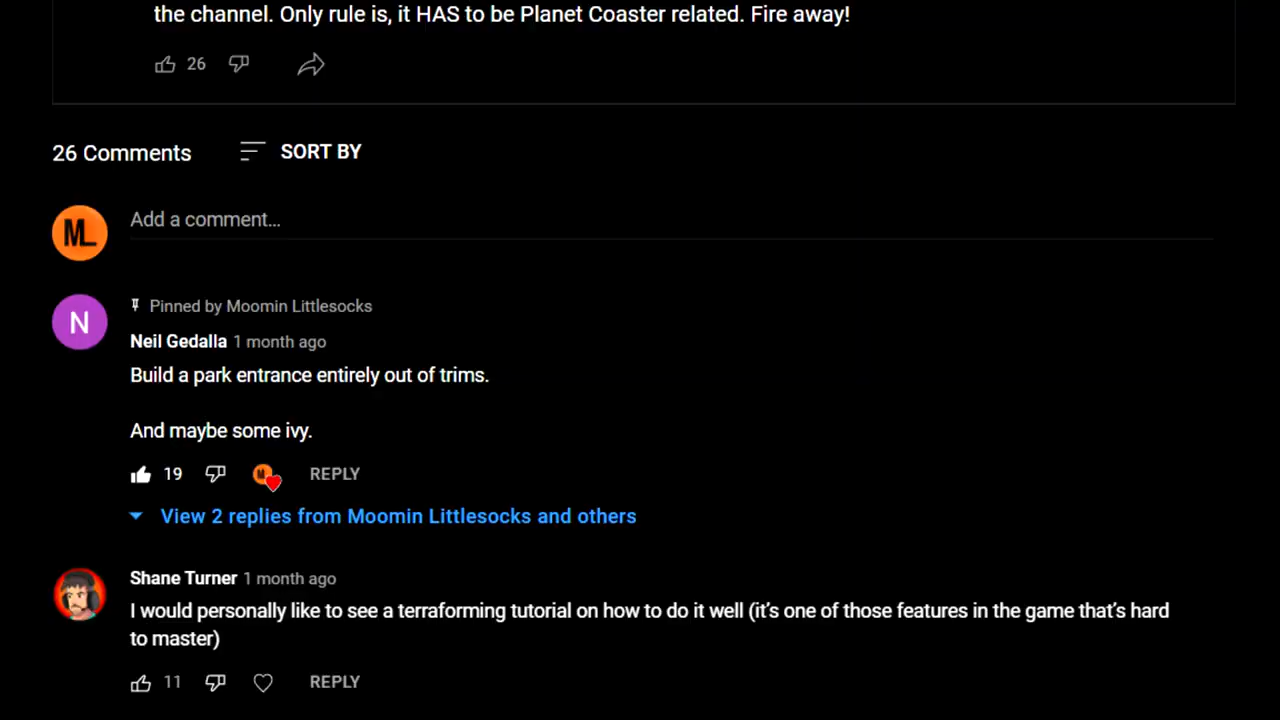 the channel. Only rule is, it HAS to be Planet Coaster related. Fire away!
26
26 Comments SORT BY
ML Add a comment...
Pinned by Moomin Littlesocks
N
Neil Gedalla 1 month ago
Build a park entrance entirely out of trims.
And maybe some ivy.
19 REPLY
View 2 replies from Moomin Littlesocks and others
Shane Turner 1 month ago
I would personally like to see a terraforming tutorial on how to do it well (it's one of those features in the game that's hard
to master)
11 REPLY